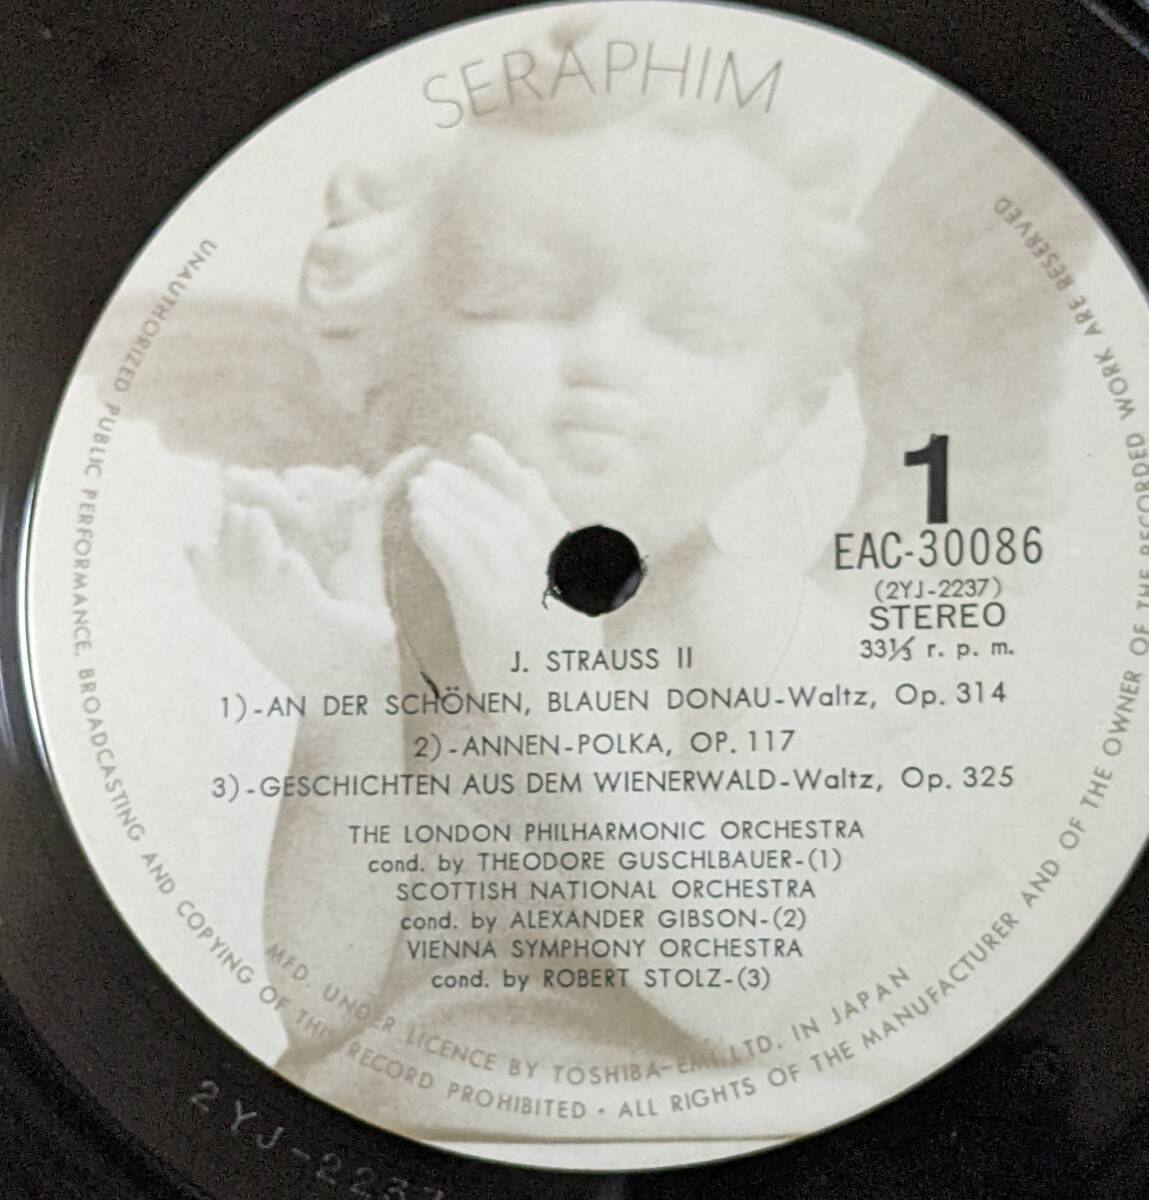 SERAPHIM
1
EAC-30086
(2YJ-2237)
STEREO
33⅓ r. p. m.
J. STRAUSS II
1)-AN DER SCHÖNEN, BLAUEN DONAU-Waltz, Op. 314
2)-ANNEN-POLKA, OP. 117
3)-GESCHICHTEN AUS DEM WIENERWALD-Waltz, Op. 325
THE LONDON PHILHARMONIC ORCHESTRA
cond. by THEODORE GUSCHLBAUER-(1)
SCOTTISH NATIONAL ORCHESTRA
cond. by ALEXANDER GIBSON-(2)
VIENNA SYMPHONY ORCHESTRA
cond. by ROBERT STOLZ-(3)
MFD. UNDER LICENCE BY TOSHIBA-EMI LTD. IN JAPAN
UNAUTHORIZED PUBLIC PERFORMANCE, BROADCASTING AND COPYING OF THIS RECORD PROHIBITED • ALL RIGHTS OF THE MANUFACTURER AND OF THE OWNER OF THE RECORDED WORK ARE RESERVED
2YJ-2237